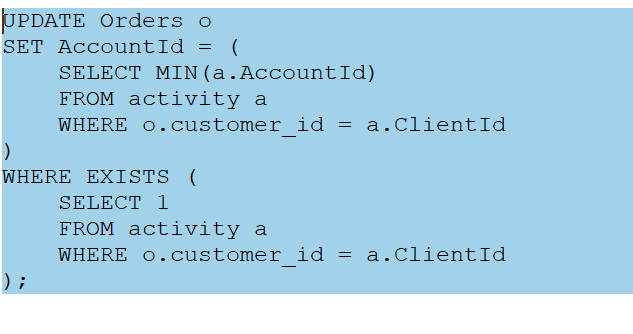 UPDATE Orders o
SET AccountId = (
    SELECT MIN(a.AccountId)
    FROM activity a
    WHERE o.customer_id = a.ClientId
)
WHERE EXISTS (
    SELECT 1
    FROM activity a
    WHERE o.customer_id = a.ClientId
);